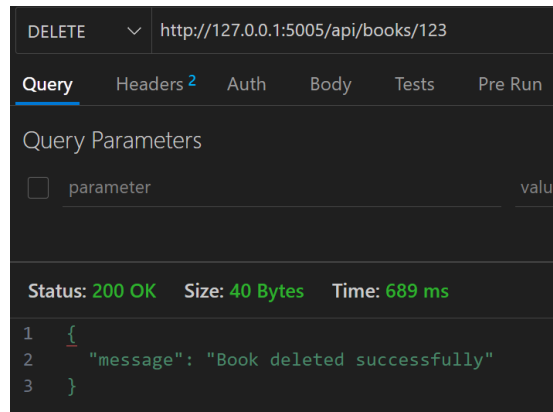 DELETE http://127.0.0.1:5005/api/books/123
Query Headers 2 Auth Body Tests Pre Run
Query Parameters
parameter valu
Status: 200 OK Size: 40 Bytes Time: 689 ms
1 {
2 "message": "Book deleted successfully"
3 }